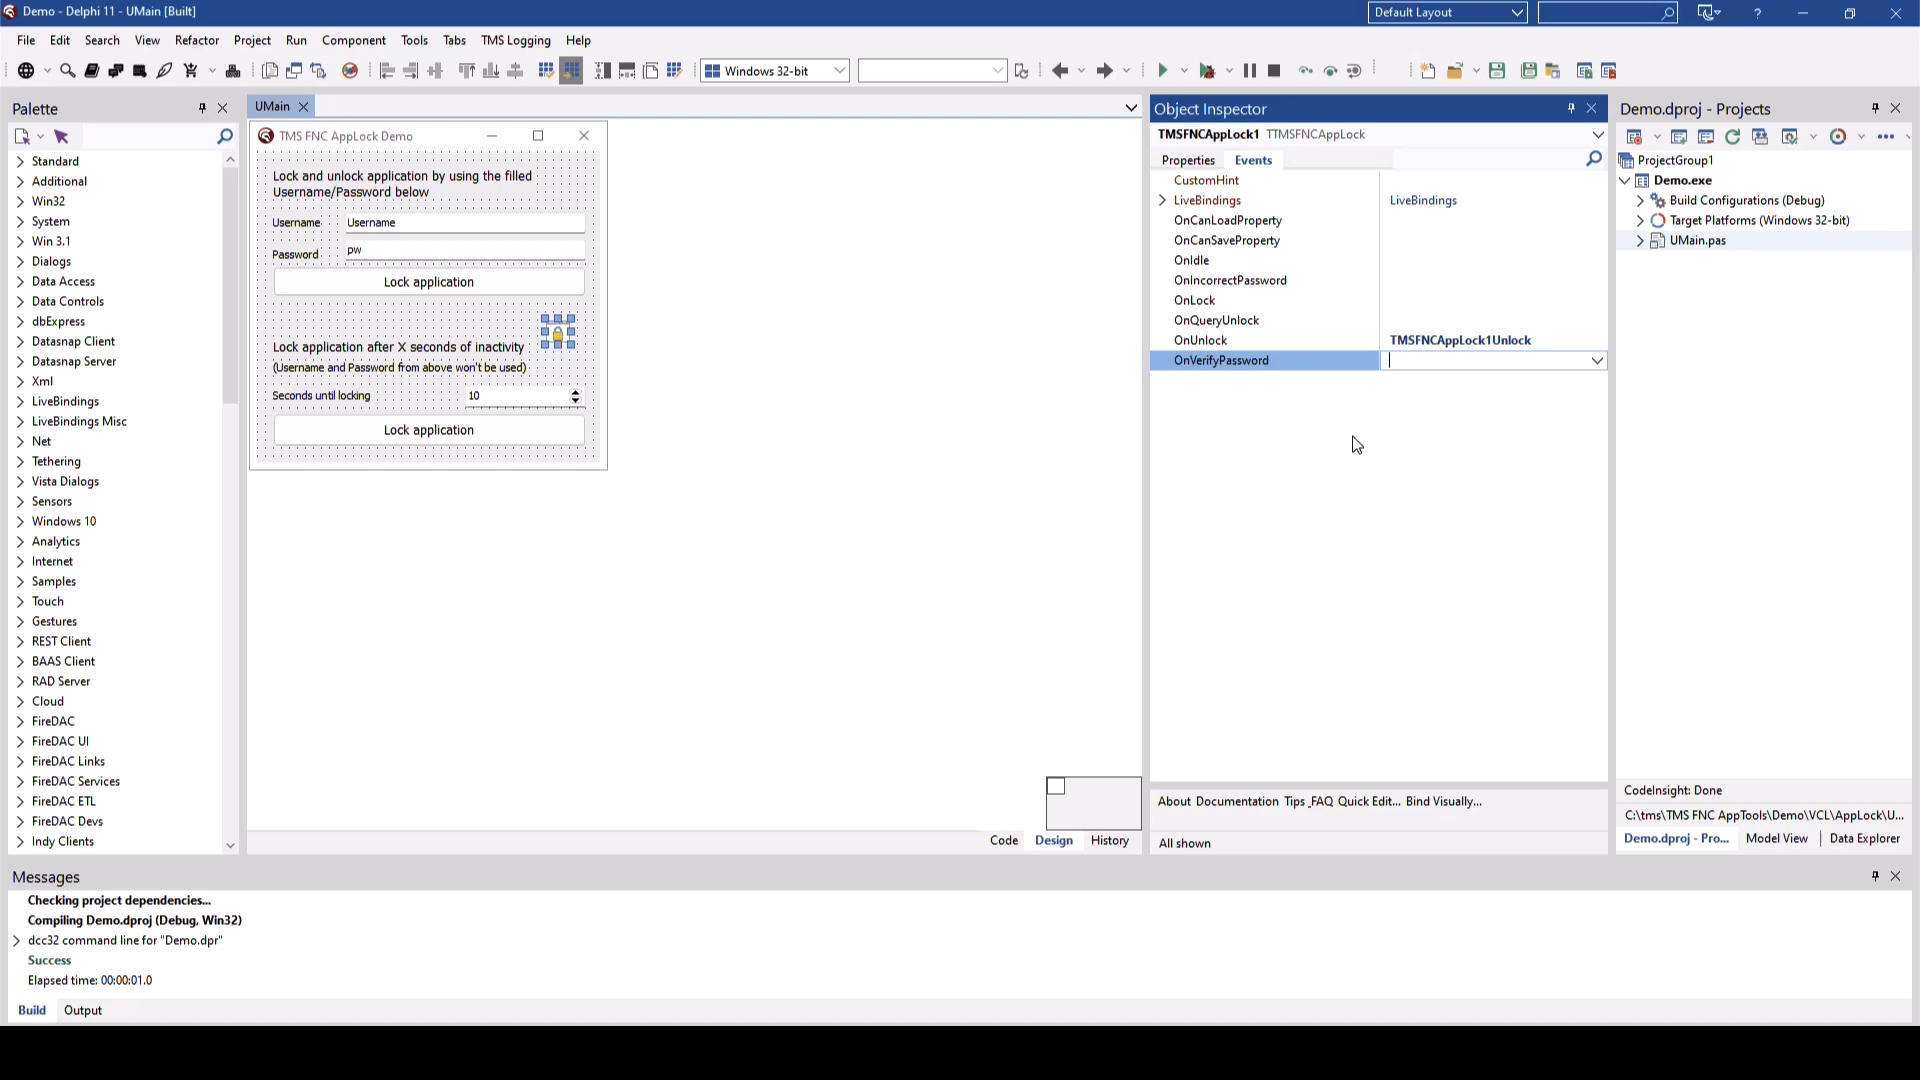 Demo - Delphi 11 - UMain [Built]
Default Layout
File Edit Search View Refactor Project Run Component Tools Tabs TMS Logging Help
Windows 32-bit
Palette
Standard
Additional
Win32
System
Win 3.1
Dialogs
Data Access
Data Controls
dbExpress
Datasnap Client
Datasnap Server
Xml
LiveBindings
LiveBindings Misc
Net
Tethering
Vista Dialogs
Sensors
Windows 10
Analytics
Internet
Samples
Touch
Gestures
REST Client
BAAS Client
RAD Server
Cloud
FireDAC
FireDAC UI
FireDAC Links
FireDAC Services
FireDAC ETL
FireDAC Devs
Indy Clients
UMain
TMS FNC AppLock Demo
Lock and unlock application by using the filled
Username/Password below
Username Username
Password pw
Lock application
Lock application after X seconds of inactivity
(Username and Password from above won't be used)
Seconds until locking 10
Lock application
Code Design History
Object Inspector
TMSFNCAppLock1 TTMSFNCAppLock
Properties Events
CustomHint
LiveBindings LiveBindings
OnCanLoadProperty
OnCanSaveProperty
OnIdle
OnIncorrectPassword
OnLock
OnQueryUnlock
OnUnlock TMSFNCAppLock1Unlock
OnVerifyPassword
About Documentation Tips FAQ Quick Edit... Bind Visually...
All shown
Demo.dproj - Projects
ProjectGroup1
Demo.exe
Build Configurations (Debug)
Target Platforms (Windows 32-bit)
UMain.pas
CodeInsight: Done
C:\tms\TMS FNC AppTools\Demo\VCL\AppLock\U...
Demo.dproj - Pro... Model View Data Explorer
Messages
Checking project dependencies...
Compiling Demo.dproj (Debug, Win32)
dcc32 command line for "Demo.dpr"
Success
Elapsed time: 00:00:01.0
Build Output